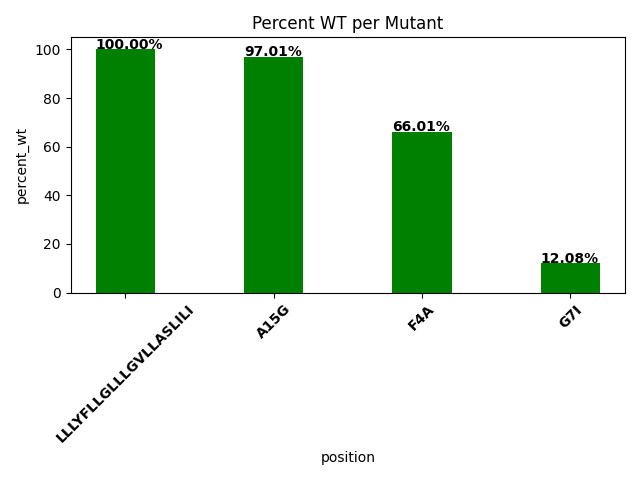 Percent WT per Mutant
100.00%
97.01%
66.01%
12.08%
percent_wt
100
80
60
40
20
0
LLLYFLLGLLLGVLLASLILI
A15G
F4A
G7I
position